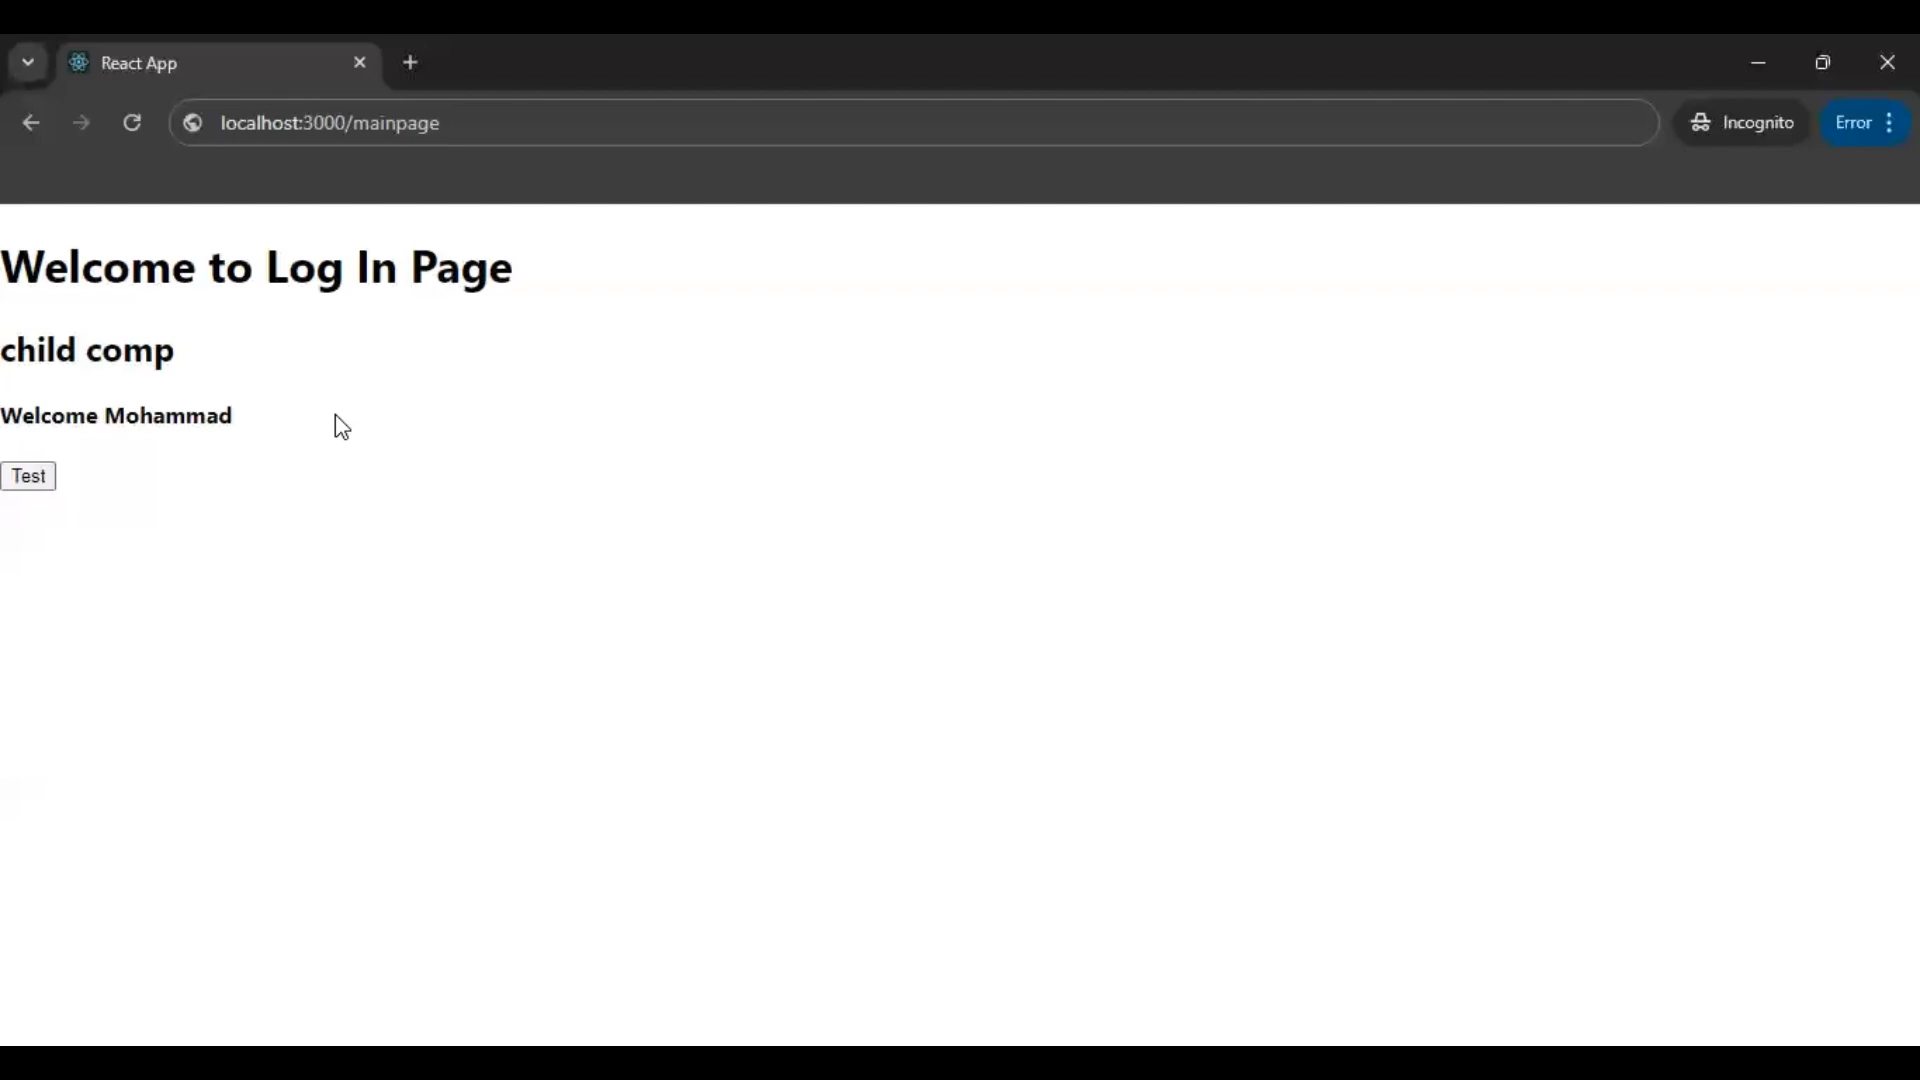 React App
localhost:3000/mainpage
Incognito
Error
Welcome to Log In Page
child comp
Welcome Mohammad
Test